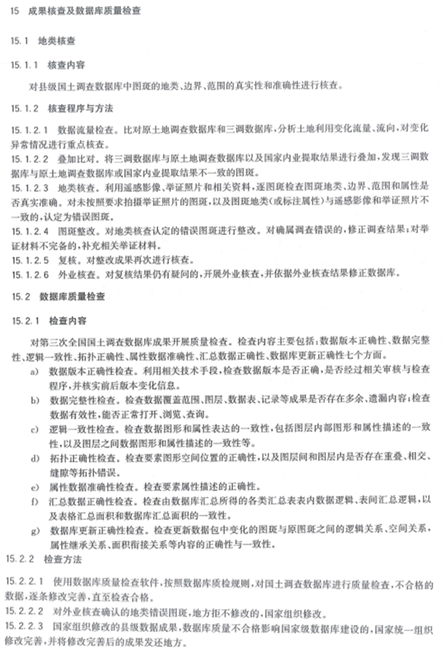 15 成果核查及数据库质量检查
15.1 地类核查
15.1.1 核查内容
对县级国土调查数据库中图斑的地类、边界、范围的真实性和准确性进行核查。
15.1.2 核查程序与方法
15.1.2.1 数据流量检查。比对原土地调查数据库和三调数据库,分析土地利用变化流量、流向,对变化
异常情况进行重点核查。
15.1.2.2 叠加比对。将三调数据库与原土地调查数据库以及国家内业提取结果进行叠加,发现三调数
据库与原土地调查数据库或国家内业提取结果不一致的图斑。
15.1.2.3 地类核查。利用遥感影像、举证照片和相关资料,逐图斑检查图斑地类、边界、范围和属性是
否真实准确。对未按照要求拍摄举证照片的图斑,以及图斑地类(或标注属性)与遥感影像和举证照片不
一致的,认定为错误图斑。
15.1.2.4 图斑整改。对地类核查认定的错误图斑进行整改。对确属调查错误的,修正调查结果;对举
证材料不完备的,补充相关举证材料。
15.1.2.5 复核。对整改成果再次进行核查。
15.1.2.6 外业核查。对复核结果仍有疑问的,开展外业核查,并依据外业核查结果修正数据库。
15.2 数据库质量检查
15.2.1 检查内容
对第三次全国国土调查数据库成果开展质量检查。检查内容主要包括:数据版本正确性、数据完整
性、逻辑一致性、拓扑正确性、属性数据准确性、汇总数据正确性、数据库更新正确性七个方面。
a) 数据版本正确性检查。利用相关技术手段,检查数据版本是否正确,是否经过相关审核与检查
程序,并核实前后版本变化信息。
b) 数据完整性检查。检查数据覆盖范围、图层、数据表、记录等成果是否存在多余、遗漏内容;检查
数据有效性,能否正常打开、浏览、查询。
c) 逻辑一致性检查。检查数据图形和属性表达的一致性,包括图层内部图形和属性描述的一致
性,以及图层之间数据图形和属性描述的一致性等。
d) 拓扑正确性检查。检查要素图形空间位置的正确性,以及图层间和图层内是否存在重叠、相交、
缝隙等拓扑错误。
e) 属性数据准确性检查。检查要素属性描述的正确性。
f) 汇总数据正确性检查。检查由数据库汇总所得的各类汇总表表内数据逻辑、表间汇总逻辑,以
及表格汇总面积和数据库汇总面积的一致性。
g) 数据库更新正确性检查。检查更新数据包中变化的图斑与原图斑之间的逻辑关系、空间关系,
属性继承关系、面积衔接关系等内容的正确性与一致性。
15.2.2 检查方法
15.2.2.1 使用数据库质量检查软件,按照数据库质检规则,对国土调查数据库进行质量检查,不合格的
数据,逐条修改完善,直至检查合格。
15.2.2.2 对外业核查确认的地类错误图斑,地方拒不修改的,国家组织修改。
15.2.2.3 国家组织修改的县级数据成果,数据库质量不合格影响国家级数据库建设的,国家统一组织
修改完善,并将修改完善后的成果发还地方。